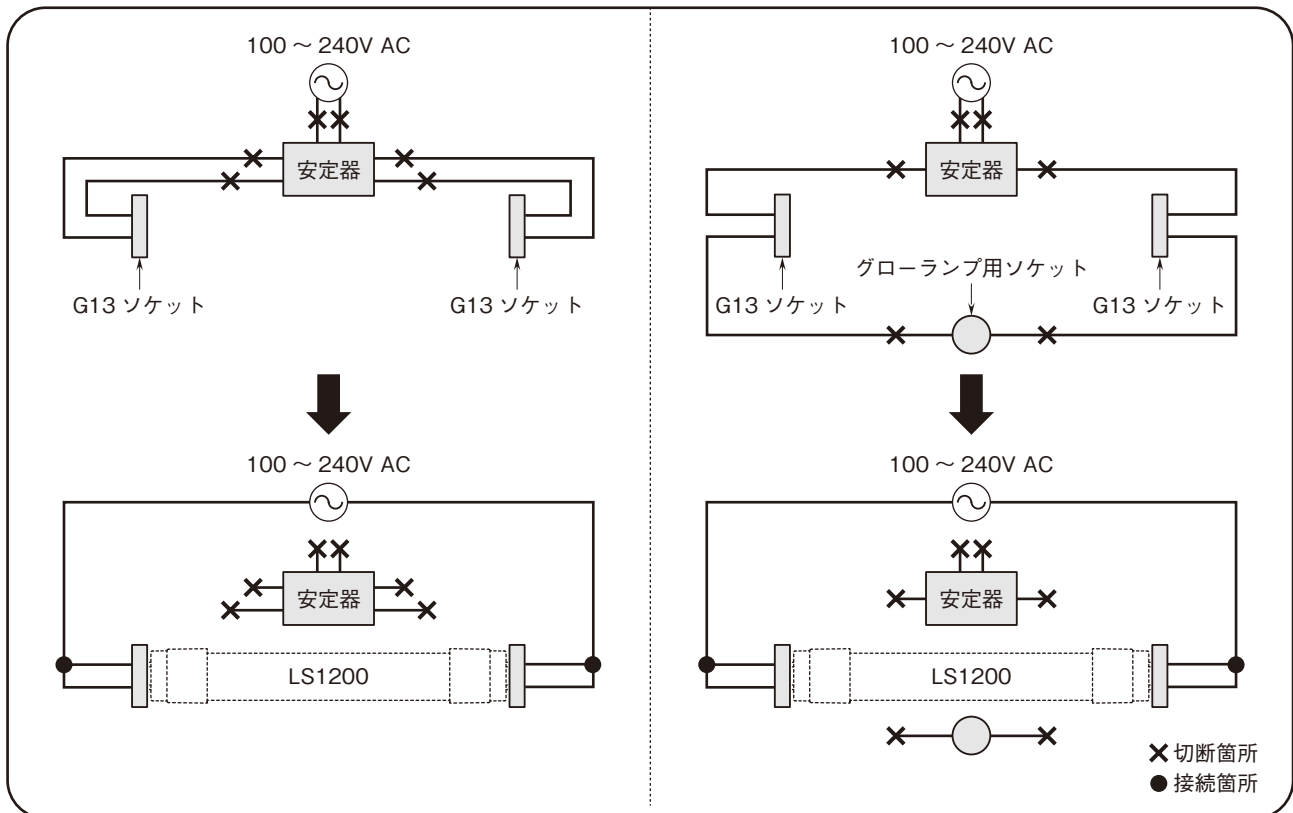 100 ～ 240V AC
安定器
G13 ソケット
G13 ソケット
100 ～ 240V AC
安定器
LS1200
100 ～ 240V AC
安定器
グローランプ用ソケット
G13 ソケット
G13 ソケット
100 ～ 240V AC
安定器
LS1200
切断箇所
接続箇所